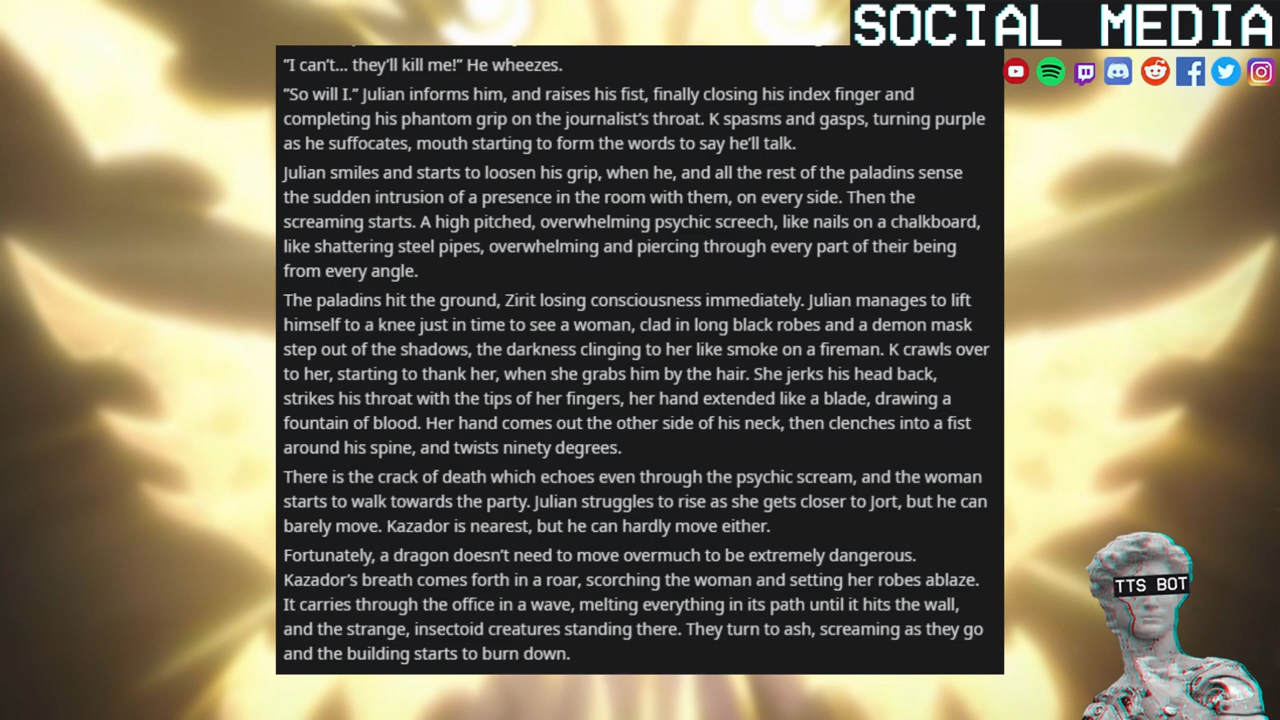 SOCIAL MEDIA
“I can’t... they’ll kill me!” He wheezes.
“So will I.” Julian informs him, and raises his fist, finally closing his index finger and
completing his phantom grip on the journalist’s throat. K spasms and gasps, turning purple
as he suffocates, mouth starting to form the words to say he’ll talk.
Julian smiles and starts to loosen his grip, when he, and all the rest of the paladins sense
the sudden intrusion of a presence in the room with them, on every side. Then the
screaming starts. A high pitched, overwhelming psychic screech, like nails on a chalkboard,
like shattering steel pipes, overwhelming and piercing through every part of their being
from every angle.
The paladins hit the ground, Zirit losing consciousness immediately. Julian manages to lift
himself to a knee just in time to see a woman, clad in long black robes and a demon mask
step out of the shadows, the darkness clinging to her like smoke on a fireman. K crawls over
to her, starting to thank her, when she grabs him by the hair. She jerks his head back,
strikes his throat with the tips of her fingers, her hand extended like a blade, drawing a
fountain of blood. Her hand comes out the other side of his neck, then clenches into a fist
around his spine, and twists ninety degrees.
There is the crack of death which echoes even through the psychic scream, and the woman
starts to walk towards the party. Julian struggles to rise as she gets closer to Jort, but he can
barely move. Kazador is nearest, but he can hardly move either.
Fortunately, a dragon doesn’t need to move overmuch to be extremely dangerous.
Kazador’s breath comes forth in a roar, scorching the woman and setting her robes ablaze.
It carries through the office in a wave, melting everything in its path until it hits the wall,
and the strange, insectoid creatures standing there. They turn to ash, screaming as they go
and the building starts to burn down.
TTS BOT